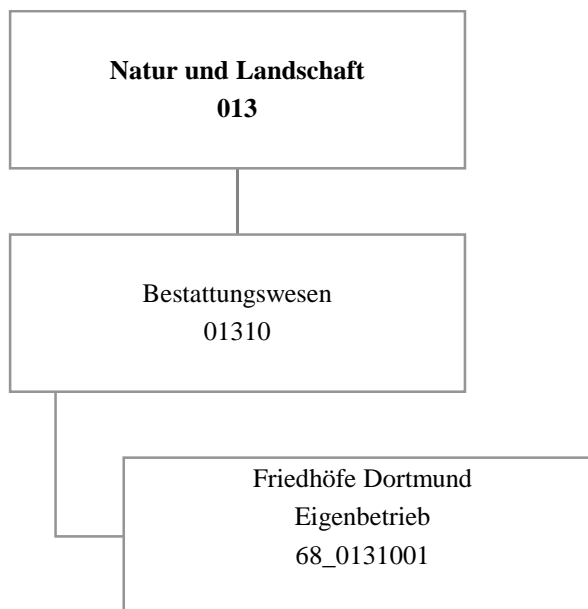 Natur und Landschaft
013
Bestattungswesen
01310
Friedhöfe Dortmund
Eigenbetrieb
68_0131001